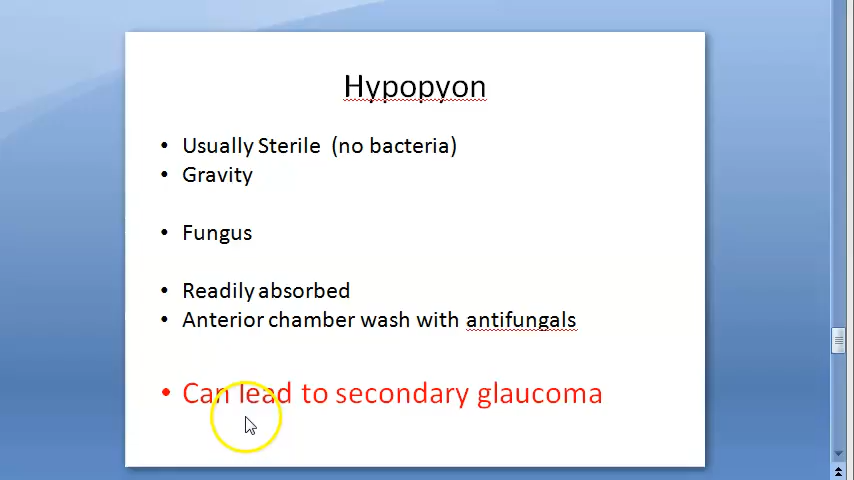 Hypopyon
• Usually Sterile (no bacteria)
• Gravity
• Fungus
• Readily absorbed
• Anterior chamber wash with antifungals
• Can lead to secondary glaucoma